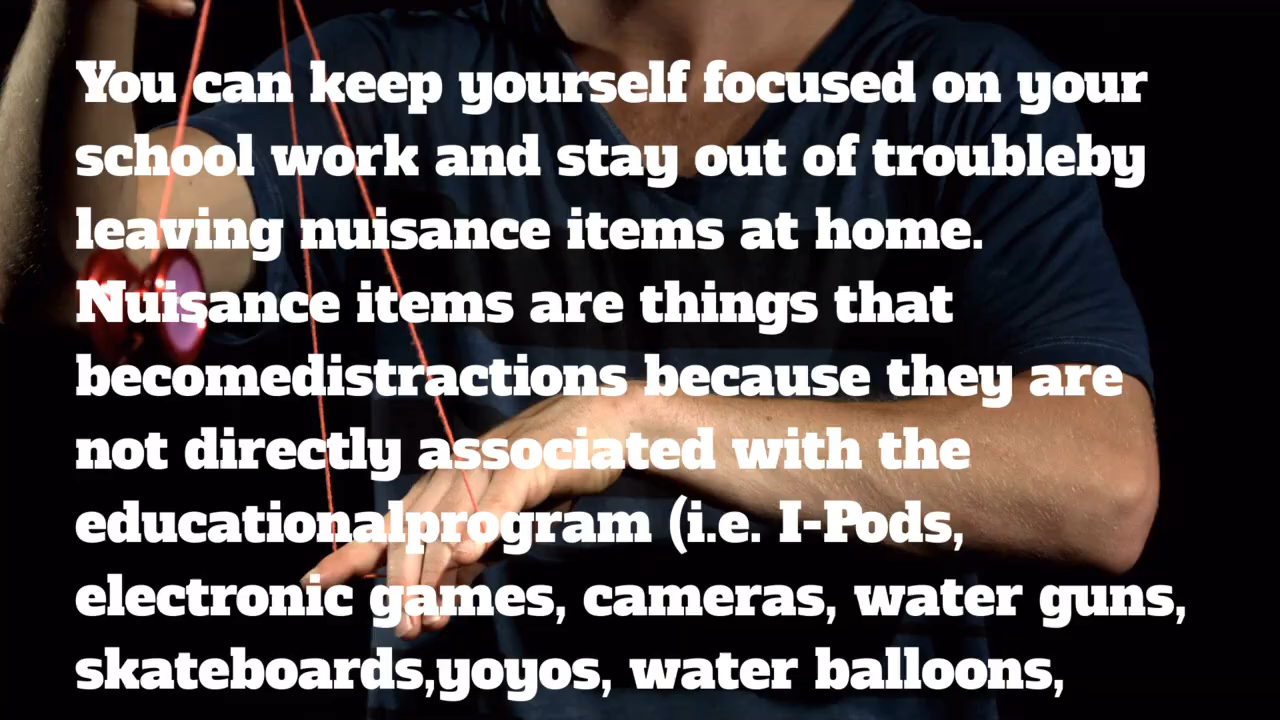 You can keep yourself focused on your
school work and stay out of troubleby
leaving nuisance items at home.
Nuisance items are things that
becomedistractions because they are
not directly associated with the
educationalprogram (i.e. I-Pods,
electronic games, cameras, water guns,
skateboards,yoyos, water balloons,